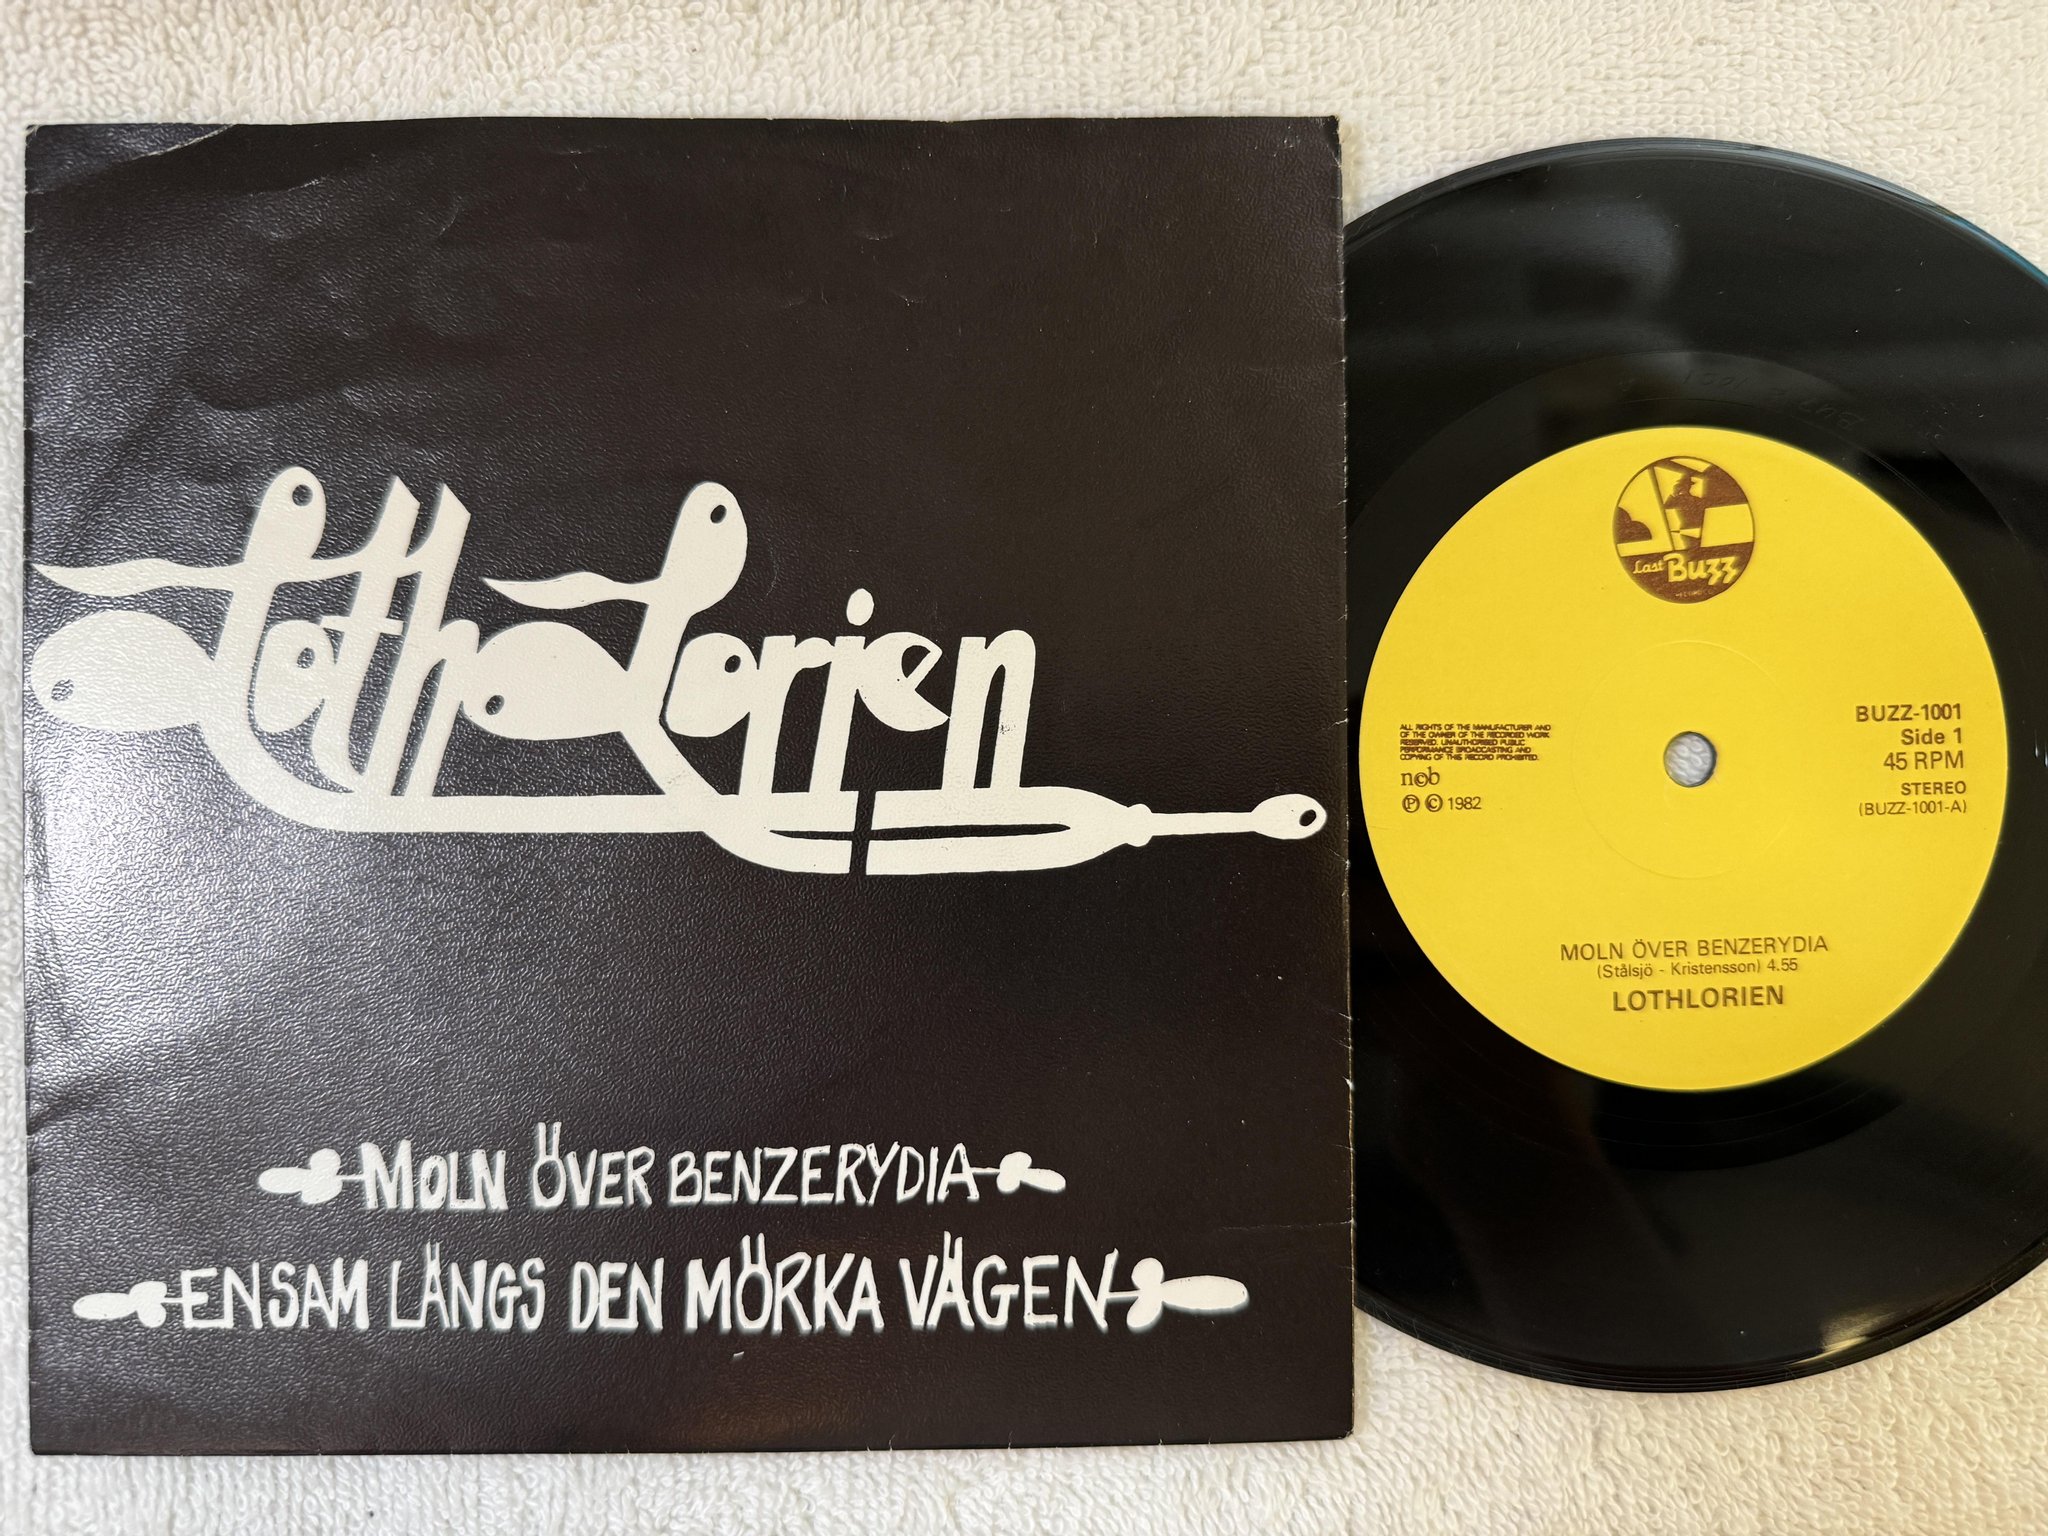 Lothlorien
MOLN ÖVER BENZERYDIA
ENSAM LÄNGS DEN MÖRKA VÄGEN
Last Buzz
ALL RIGHTS OF THE MANUFACTURER AND
OF THE OWNER OF THE RECORDED WORK
RESERVED. UNAUTHORISED PUBLIC
PERFORMANCE BROADCASTING AND
COPYING OF THIS RECORD PROHIBITED.
n©b
Ⓟ © 1982
BUZZ-1001
Side 1
45 RPM
STEREO
(BUZZ-1001-A)
MOLN ÖVER BENZERYDIA
(Stålsjö - Kristensson) 4.55
LOTHLORIEN